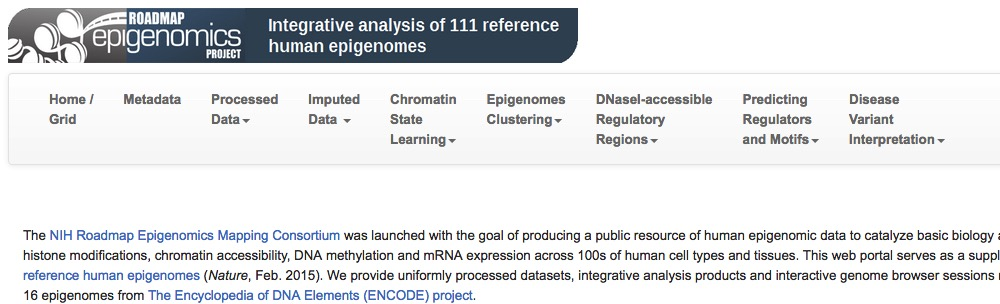 ROADMAP
epigenomics
PROJECT
Integrative analysis of 111 reference
human epigenomes
Home /
Grid
Metadata
Processed
Data
Imputed
Data
Chromatin
State
Learning
Epigenomes
Clustering
DNaseI-accessible
Regulatory
Regions
Predicting
Regulators
and Motifs
Disease
Variant
Interpretation
The NIH Roadmap Epigenomics Mapping Consortium was launched with the goal of producing a public resource of human epigenomic data to catalyze basic biology
histone modifications, chromatin accessibility, DNA methylation and mRNA expression across 100s of human cell types and tissues. This web portal serves as a suppl
reference human epigenomes (Nature, Feb. 2015). We provide uniformly processed datasets, integrative analysis products and interactive genome browser sessions
16 epigenomes from The Encyclopedia of DNA Elements (ENCODE) project.